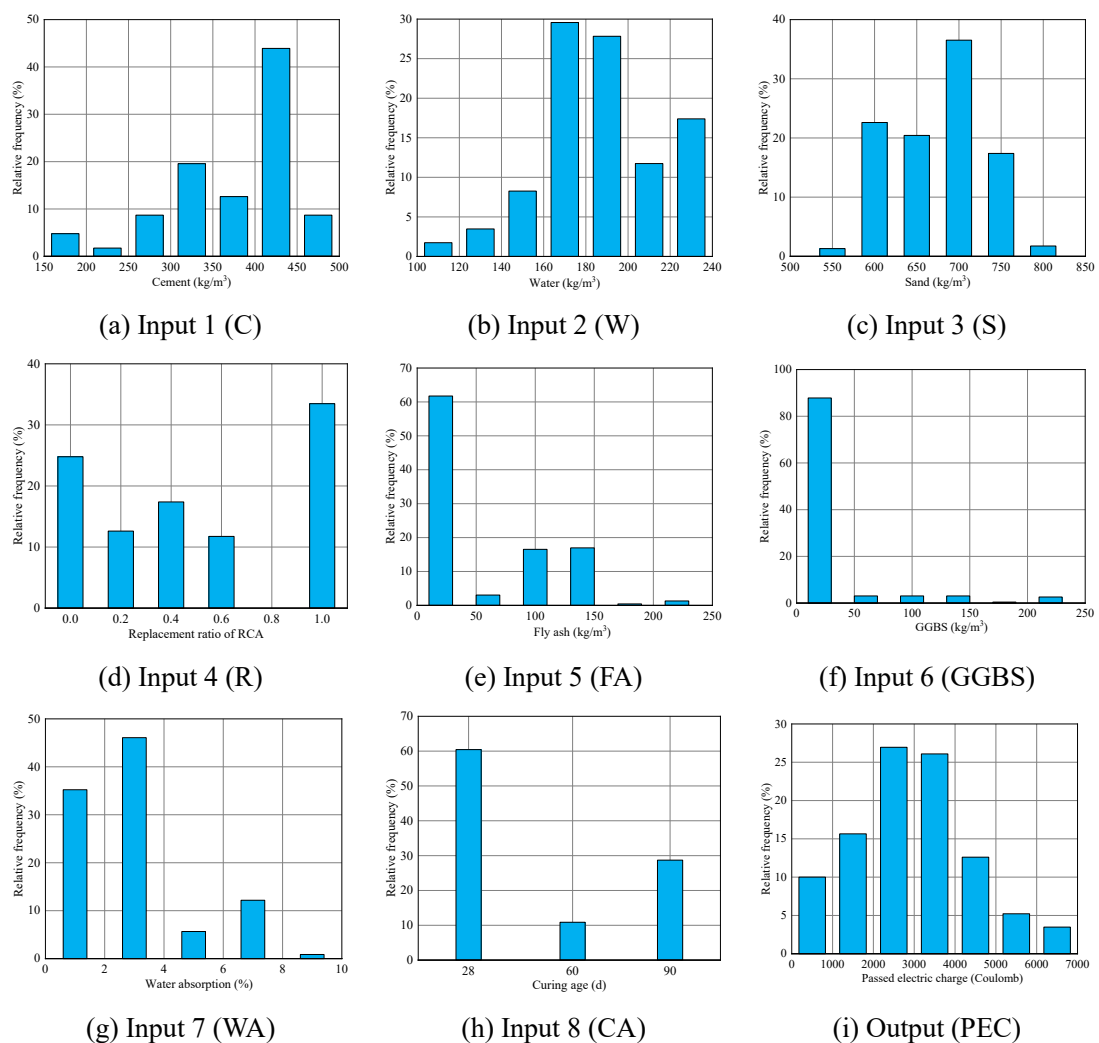 50
40
30
20
10
0
Relative frequency (%)
150 200 250 300 350 400 450 500
Cement (kg/m³)
(a) Input 1 (C)
30
25
20
15
10
5
0
Relative frequency (%)
100 120 140 160 180 200 220 240
Water (kg/m³)
(b) Input 2 (W)
40
30
20
10
0
Relative frequency (%)
500 550 600 650 700 750 800 850
Sand (kg/m³)
(c) Input 3 (S)
40
30
20
10
0
Relative frequency (%)
0.0 0.2 0.4 0.6 0.8 1.0
Replacement ratio of RCA
(d) Input 4 (R)
70
60
50
40
30
20
10
0
Relative frequency (%)
0 50 100 150 200 250
Fly ash (kg/m³)
(e) Input 5 (FA)
100
80
60
40
20
0
Relative frequency (%)
0 50 100 150 200 250
GGBS (kg/m³)
(f) Input 6 (GGBS)
50
40
30
20
10
0
Relative frequency (%)
0 2 4 6 8 10
Water absorption (%)
(g) Input 7 (WA)
70
60
50
40
30
20
10
0
Relative frequency (%)
28 60 90
Curing age (d)
(h) Input 8 (CA)
30
25
20
15
10
5
0
Relative frequency (%)
0 1000 2000 3000 4000 5000 6000 7000
Passed electric charge (Coulomb)
(i) Output (PEC)